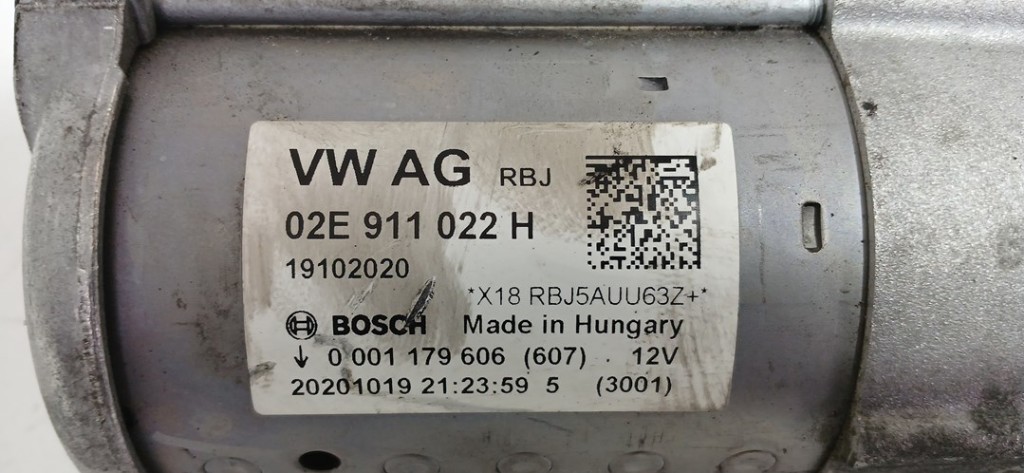 VW AG RBJ
02E 911 022 H
19102020
*X18 RBJ5AUU63Z+*
BOSCH Made in Hungary
↓ 0 001 179 606 (607) . 12V
20201019 21:23:59 5 (3001)